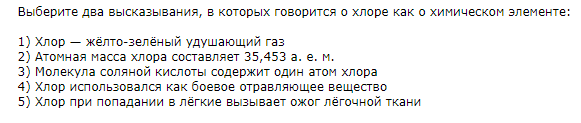 Выберите два высказывания, в которых говорится о хлоре как о химическом элементе:
1) Хлор — жёлто-зелёный удушающий газ
2) Атомная масса хлора составляет 35,453 а. е. м.
3) Молекула соляной кислоты содержит один атом хлора
4) Хлор использовался как боевое отравляющее вещество
5) Хлор при попадании в лёгкие вызывает ожог лёгочной ткани